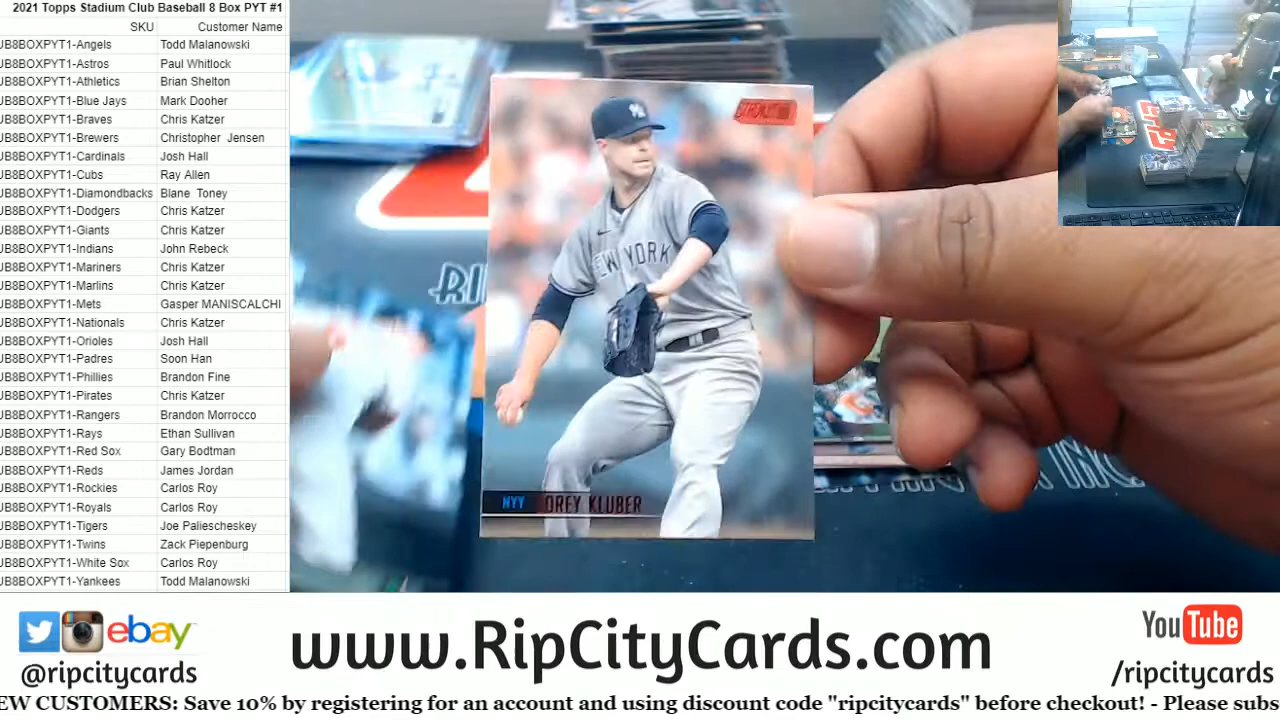 2021 Topps Stadium Club Baseball 8 Box PYT #1
SKU Customer Name
JB8BOXPYT1-Angels Todd Malanowski
JB8BOXPYT1-Astros Paul Whitlock
JB8BOXPYT1-Athletics Brian Shelton
JB8BOXPYT1-Blue Jays Mark Dooher
JB8BOXPYT1-Braves Chris Katzer
JB8BOXPYT1-Brewers Christopher Jensen
JB8BOXPYT1-Cardinals Josh Hall
JB8BOXPYT1-Cubs Ray Allen
JB8BOXPYT1-Diamondbacks Blane Toney
JB8BOXPYT1-Dodgers Chris Katzer
JB8BOXPYT1-Giants Chris Katzer
JB8BOXPYT1-Indians John Rebeck
JB8BOXPYT1-Mariners Chris Katzer
JB8BOXPYT1-Marlins Chris Katzer
JB8BOXPYT1-Mets Gasper MANISCALCHI
JB8BOXPYT1-Nationals Chris Katzer
JB8BOXPYT1-Orioles Josh Hall
JB8BOXPYT1-Padres Soon Han
JB8BOXPYT1-Phillies Brandon Fine
JB8BOXPYT1-Pirates Chris Katzer
JB8BOXPYT1-Rangers Brandon Morrocco
JB8BOXPYT1-Rays Ethan Sullivan
JB8BOXPYT1-Red Sox Gary Bodtman
JB8BOXPYT1-Reds James Jordan
JB8BOXPYT1-Rockies Carlos Roy
JB8BOXPYT1-Royals Carlos Roy
JB8BOXPYT1-Tigers Joe Paliescheskey
JB8BOXPYT1-Twins Zack Piepenburg
JB8BOXPYT1-White Sox Carlos Roy
JB8BOXPYT1-Yankees Todd Malanowski
NEW YORK
NYY OREY KLUBER
RI
ebay
@ripcitycards
www.RipCityCards.com
YouTube
/ripcitycards
EW CUSTOMERS: Save 10% by registering for an account and using discount code "ripcitycards" before checkout! - Please subs